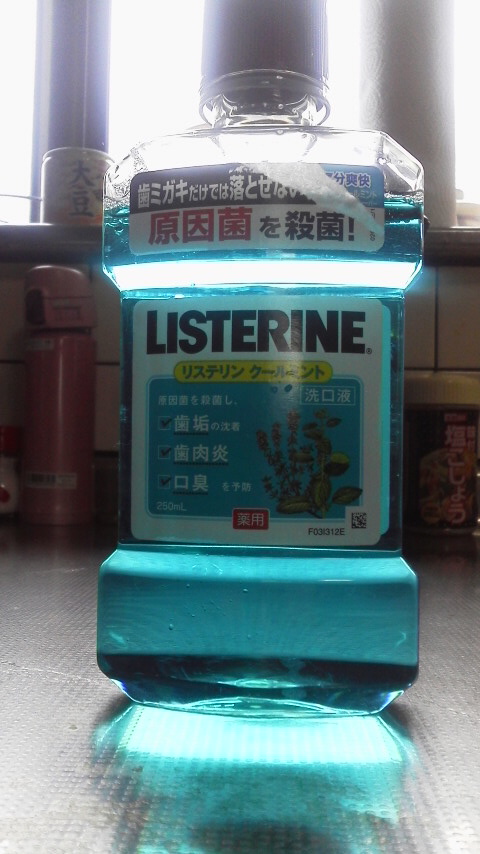 大豆
歯ミガキだけでは落とせない
分爽快
原因菌を殺菌!
LISTERINE®
リステリン クールミント
洗口液
原因菌を殺菌し、
歯垢の沈着
歯肉炎
口臭 を予防
250mL
薬用
F03I312E
塩こしょう